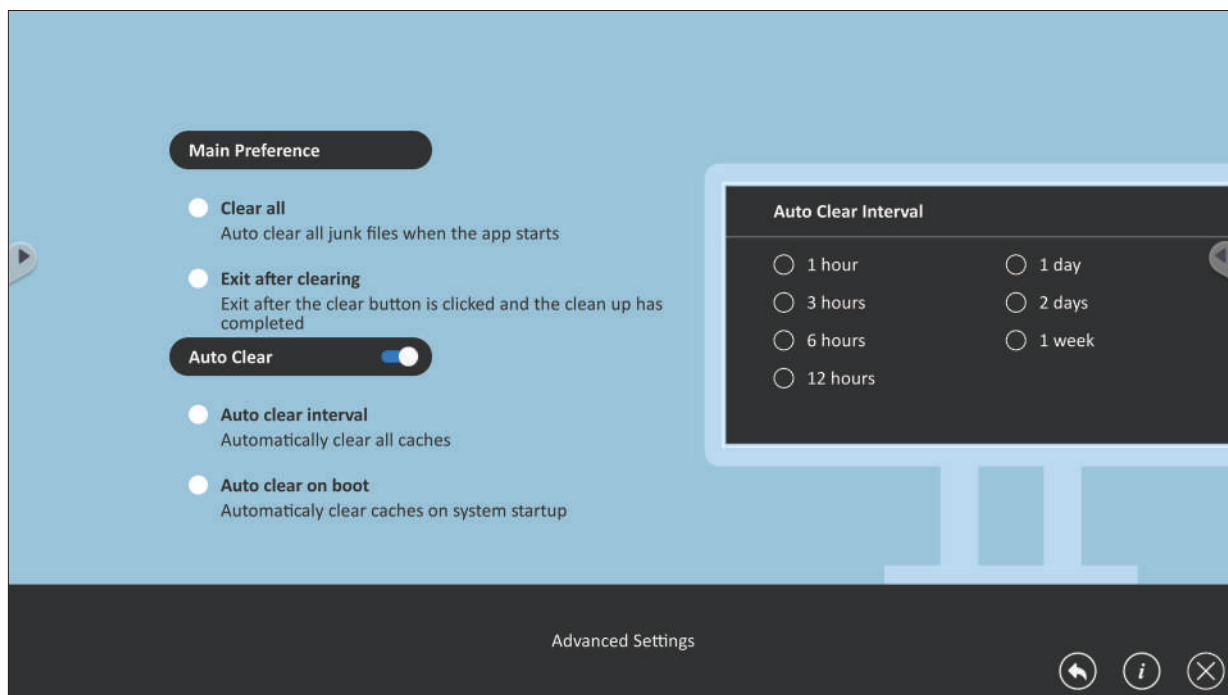 Main Preference
Clear all
Auto clear all junk files when the app starts
Exit after clearing
Exit after the clear button is clicked and the clean up has
completed
Auto Clear
Auto clear interval
Automatically clear all caches
Auto clear on boot
Automaticaly clear caches on system startup
Auto Clear Interval
1 hour
1 day
3 hours
2 days
6 hours
1 week
12 hours
Advanced Settings
i